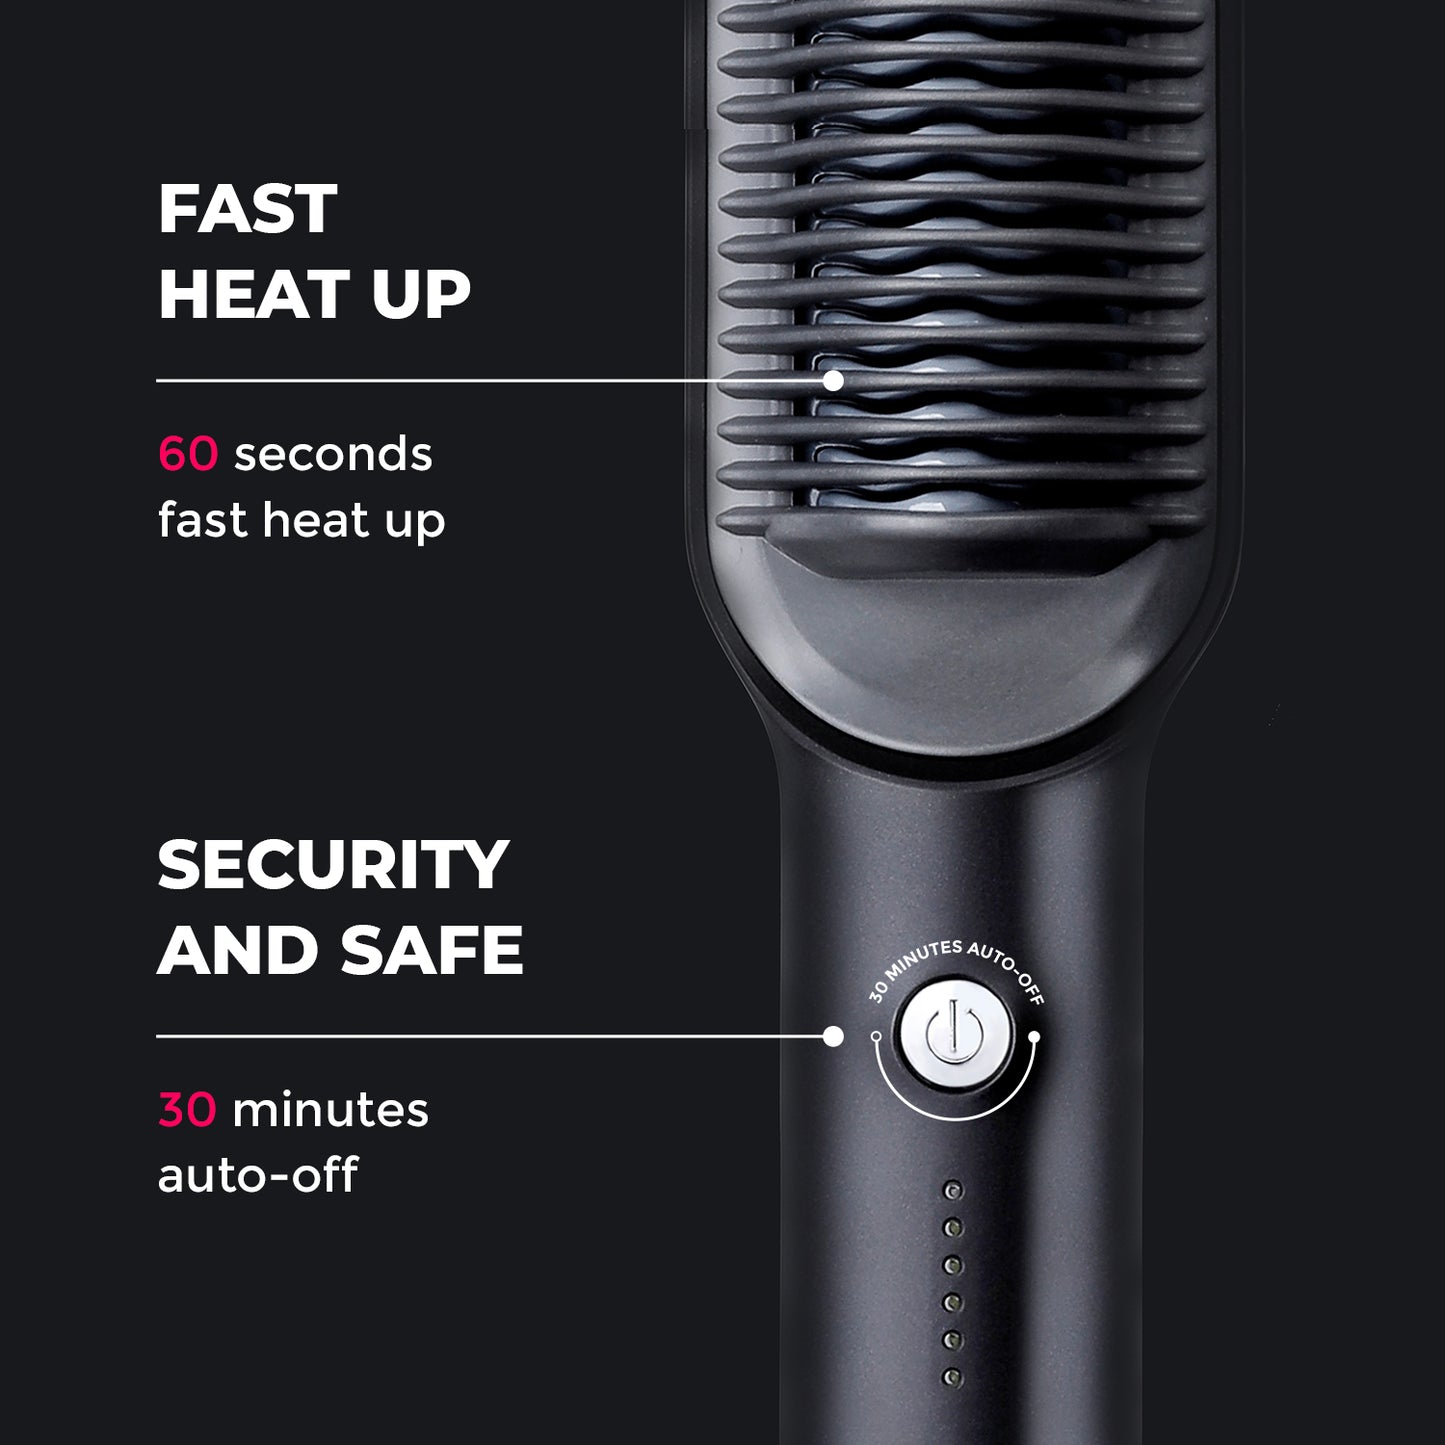 FAST
HEAT UP
60 seconds
fast heat up
SECURITY
AND SAFE
30 MINUTES AUTO-OFF
30 minutes
auto-off